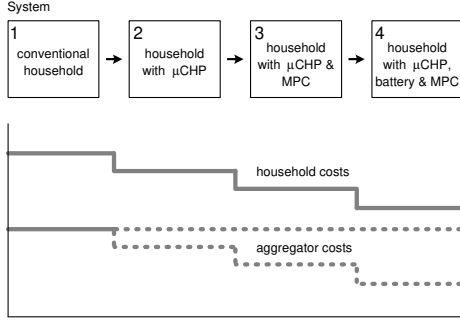 System
1
conventional
household
2
household
with μCHP
3
household
with μCHP &
MPC
4
household
with μCHP,
battery & MPC
household costs
aggregator costs